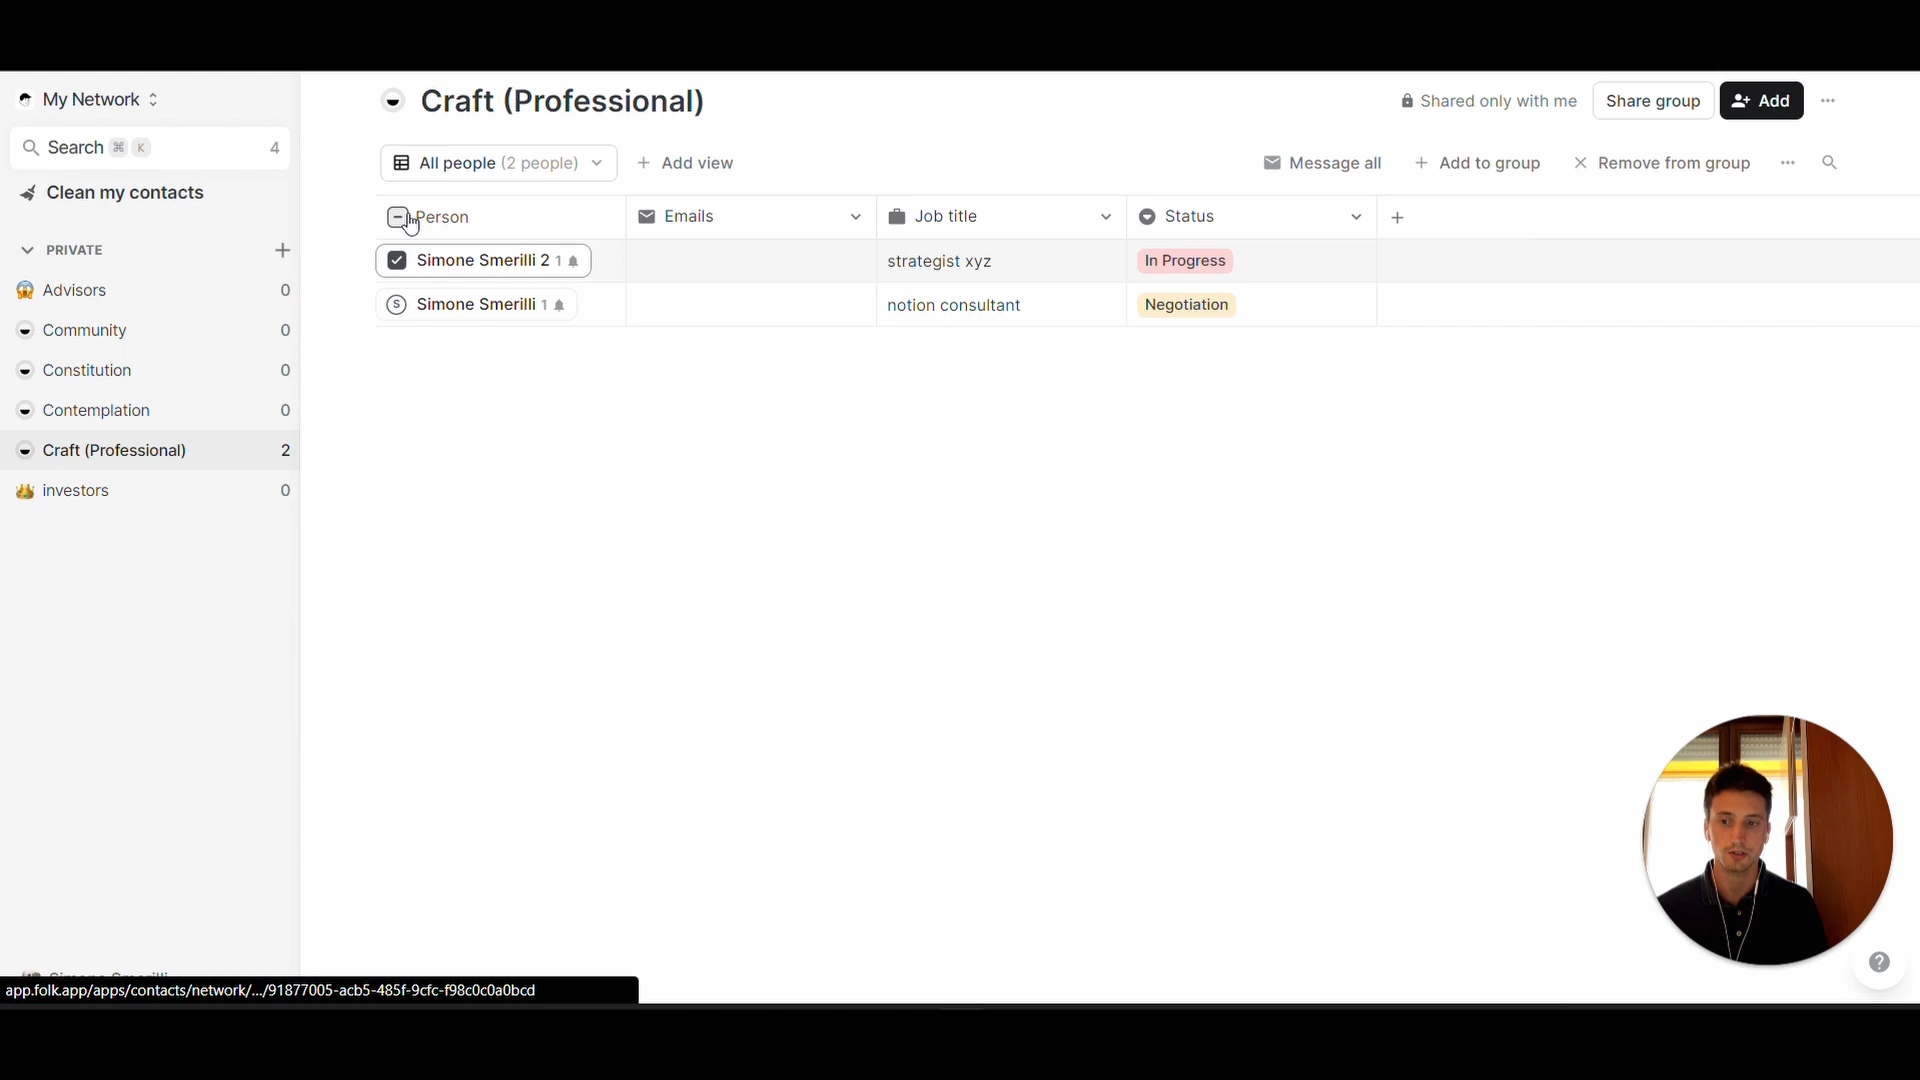 My Network
Search ⌘ K 4
Clean my contacts
PRIVATE
Advisors 0
Community 0
Constitution 0
Contemplation 0
Craft (Professional) 2
investors 0
Craft (Professional)
Shared only with me
Share group
Add
All people (2 people)
Add view
Message all
Add to group
Remove from group
Person Emails Job title Status
Simone Smerilli 2 1 strategist xyz In Progress
S Simone Smerilli 1 notion consultant Negotiation
Simone Smerilli
app.folk.app/apps/contacts/network/.../91877005-acb5-485f-9cfc-f98c0c0a0bcd
?